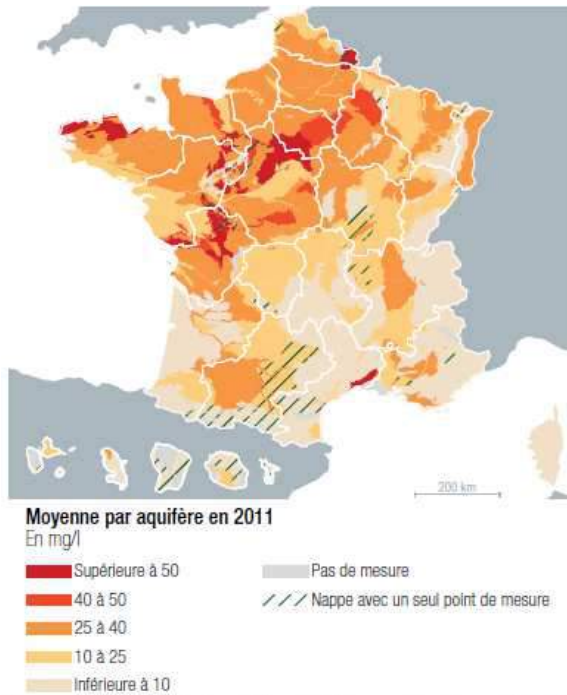 200 km
Moyenne par aquifère en 2011
En mg/l
Supérieure à 50
40 à 50
25 à 40
10 à 25
Inférieure à 10
Pas de mesure
Nappe avec un seul point de mesure